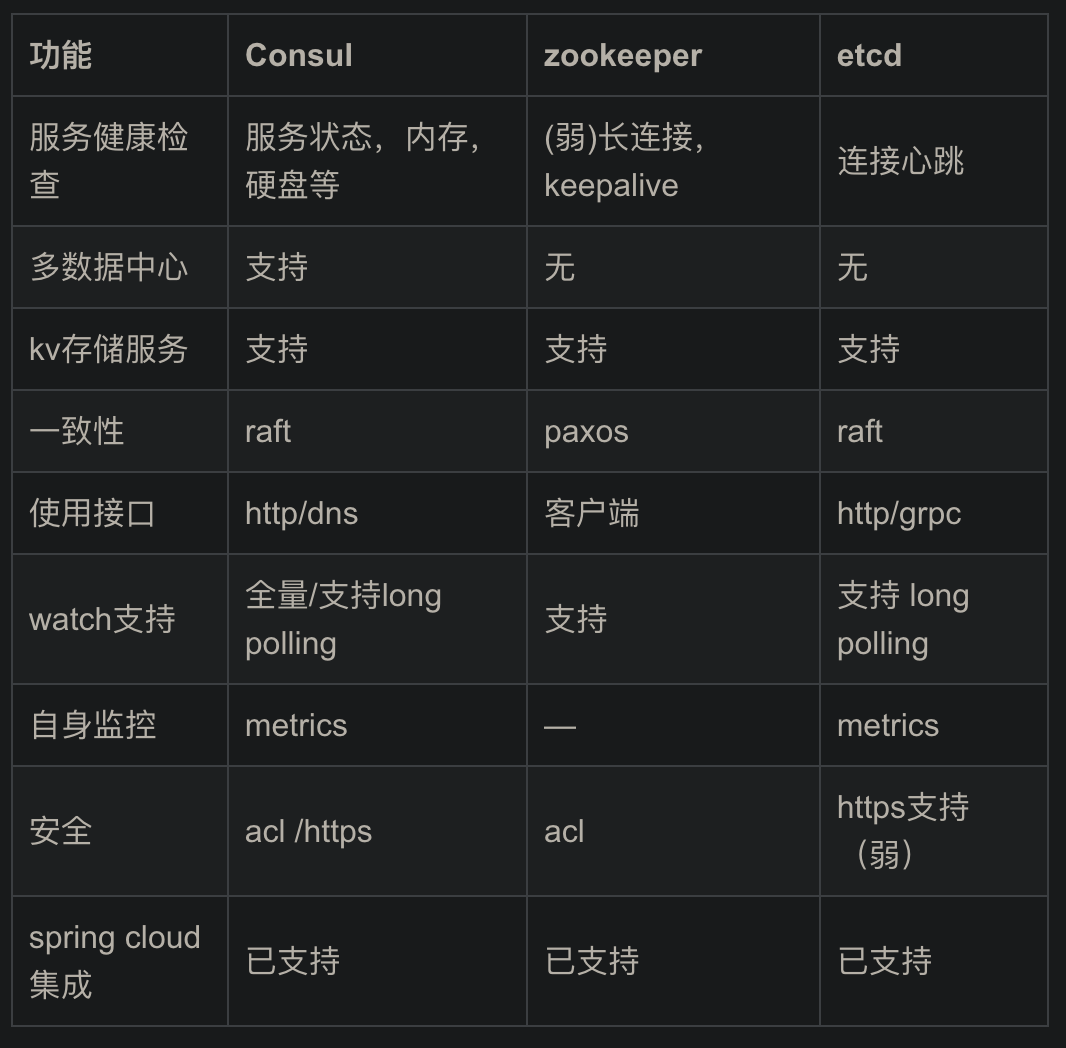 功能
Consul
zookeeper
etcd
服务健康检
查
服务状态，内存，
硬盘等
(弱)长连接，
keepalive
连接心跳
多数据中心
支持
无
无
kv存储服务
支持
支持
支持
一致性
raft
paxos
raft
使用接口
http/dns
客户端
http/grpc
watch支持
全量/支持long
polling
支持
支持 long
polling
自身监控
metrics
—
metrics
安全
acl /https
acl
https支持
（弱）
spring cloud
集成
已支持
已支持
已支持